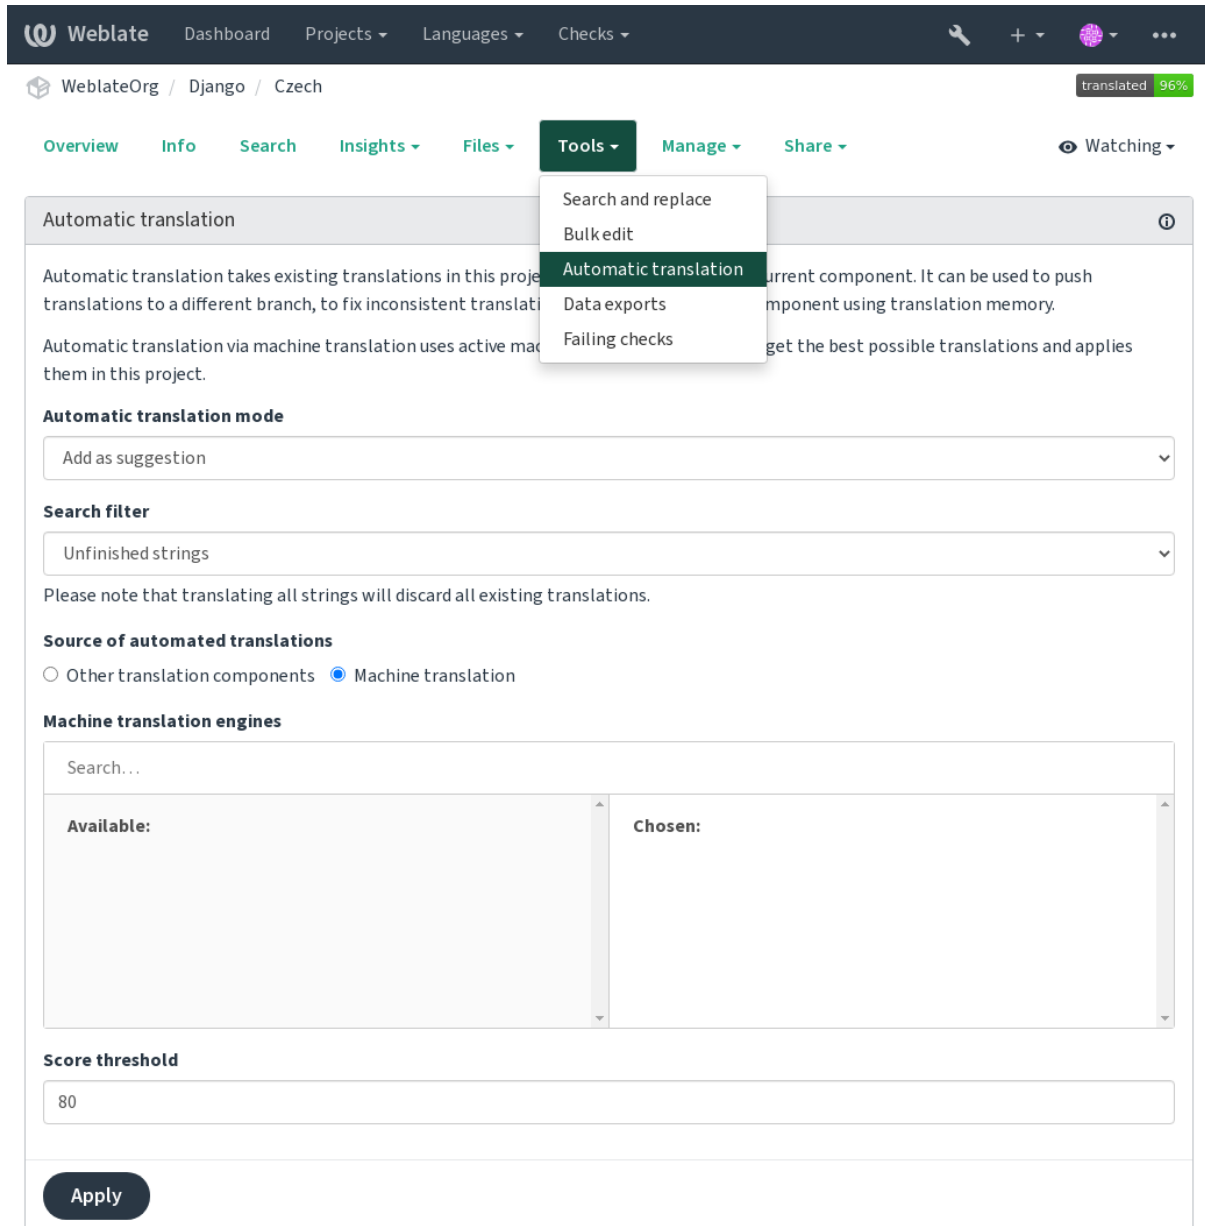 Weblate Dashboard Projects Languages Checks
WeblateOrg / Django / Czech translated 96%
Overview Info Search Insights Files Tools Manage Share Watching
Search and replace
Bulk edit
Automatic translation
Data exports
Failing checks
Automatic translation
Automatic translation takes existing translations in this proje urrent component. It can be used to push
translations to a different branch, to fix inconsistent translati mponent using translation memory.
Automatic translation via machine translation uses active mac get the best possible translations and applies
them in this project.
Automatic translation mode
Add as suggestion
Search filter
Unfinished strings
Please note that translating all strings will discard all existing translations.
Source of automated translations
Other translation components Machine translation
Machine translation engines
Search...
Available: Chosen:
Score threshold
80
Apply